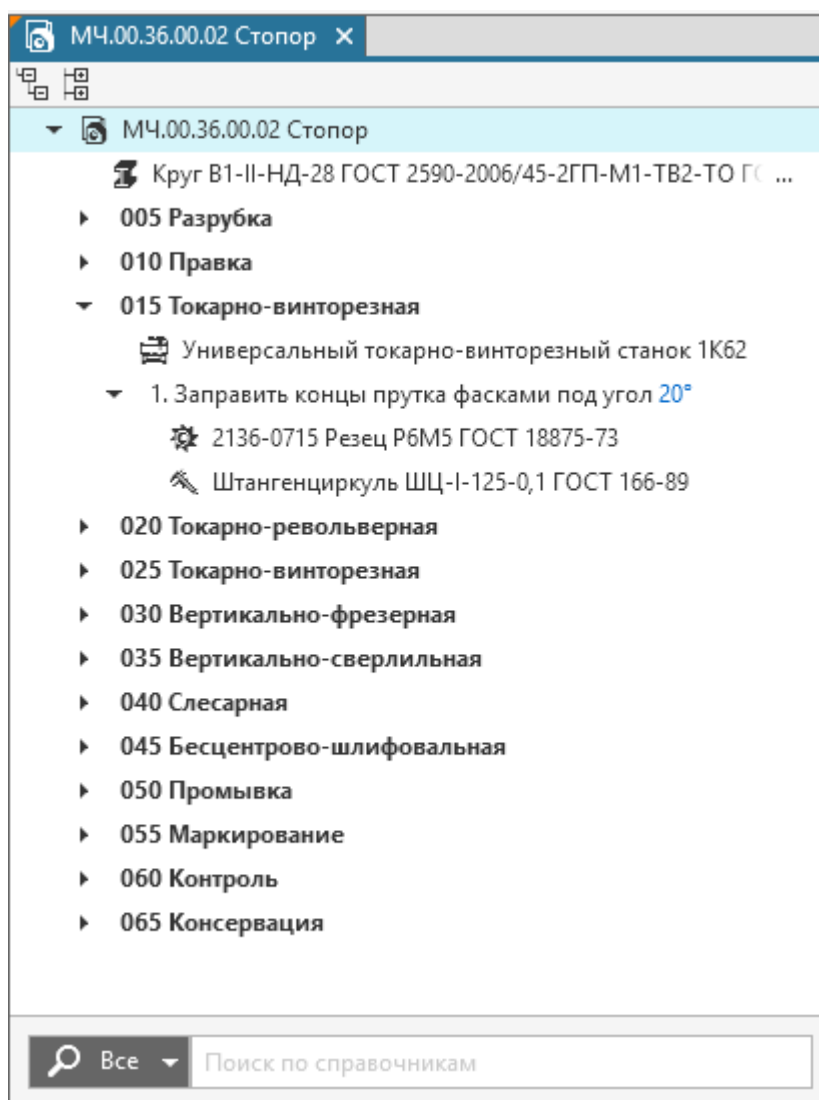 МЧ.00.36.00.02 Стопор
МЧ.00.36.00.02 Стопор
Круг В1-II-НД-28 ГОСТ 2590-2006/45-2ГП-М1-ТВ2-ТО ГО ...
005 Разрубка
010 Правка
015 Токарно-винторезная
Универсальный токарно-винторезный станок 1К62
1. Заправить концы прутка фасками под угол 20°
2136-0715 Резец Р6М5 ГОСТ 18875-73
Штангенциркуль ШЦ-I-125-0,1 ГОСТ 166-89
020 Токарно-револьверная
025 Токарно-винторезная
030 Вертикально-фрезерная
035 Вертикально-сверлильная
040 Слесарная
045 Бесцентрово-шлифовальная
050 Промывка
055 Маркирование
060 Контроль
065 Консервация
Все Поиск по справочникам